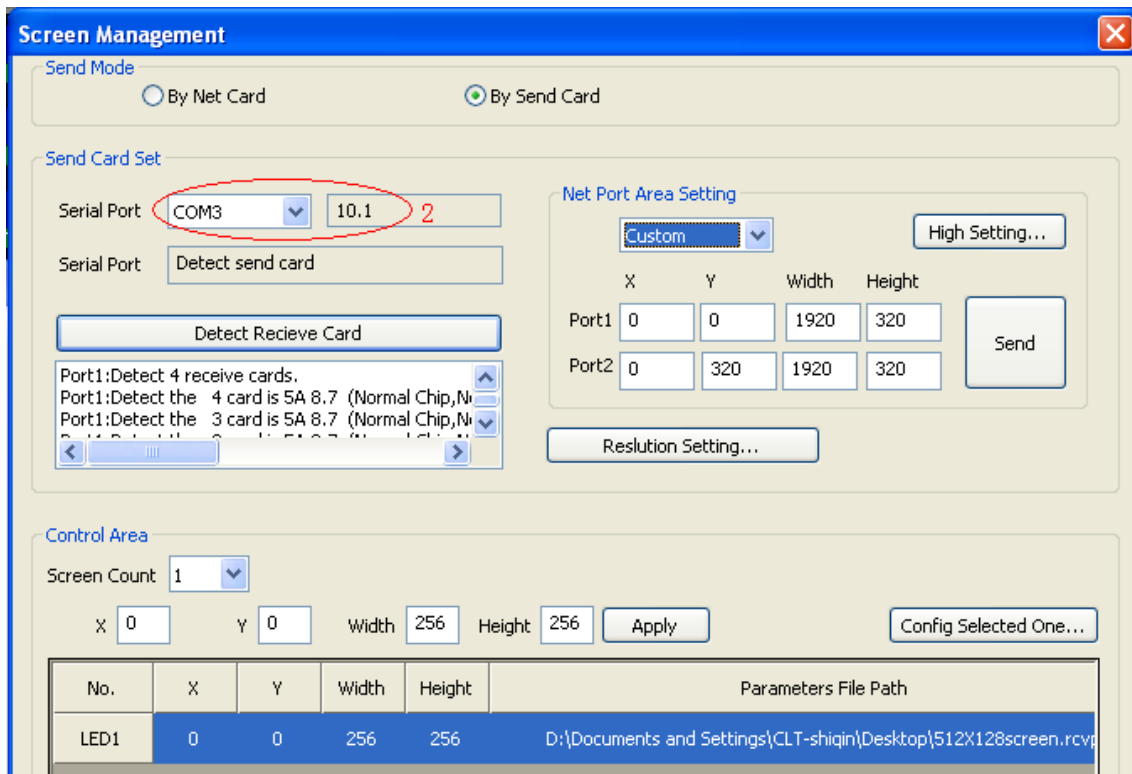 Screen Management
Send Mode
By Net Card By Send Card
Send Card Set
Serial Port COM3 10.1 2
Serial Port Detect send card
Detect Recieve Card
Port1:Detect 4 receive cards.
Port1:Detect the 4 card is 5A 8.7 (Normal Chip,N
Port1:Detect the 3 card is 5A 8.7 (Normal Chip,N
Net Port Area Setting
Custom High Setting...
X Y Width Height
Port1 0 0 1920 320
Port2 0 320 1920 320
Send
Reslution Setting...
Control Area
Screen Count 1
X 0 Y 0 Width 256 Height 256 Apply Config Selected One...
No. X Y Width Height Parameters File Path
LED1 0 0 256 256 D:\Documents and Settings\CLT-shiqin\Desktop\512X128screen.rcvp